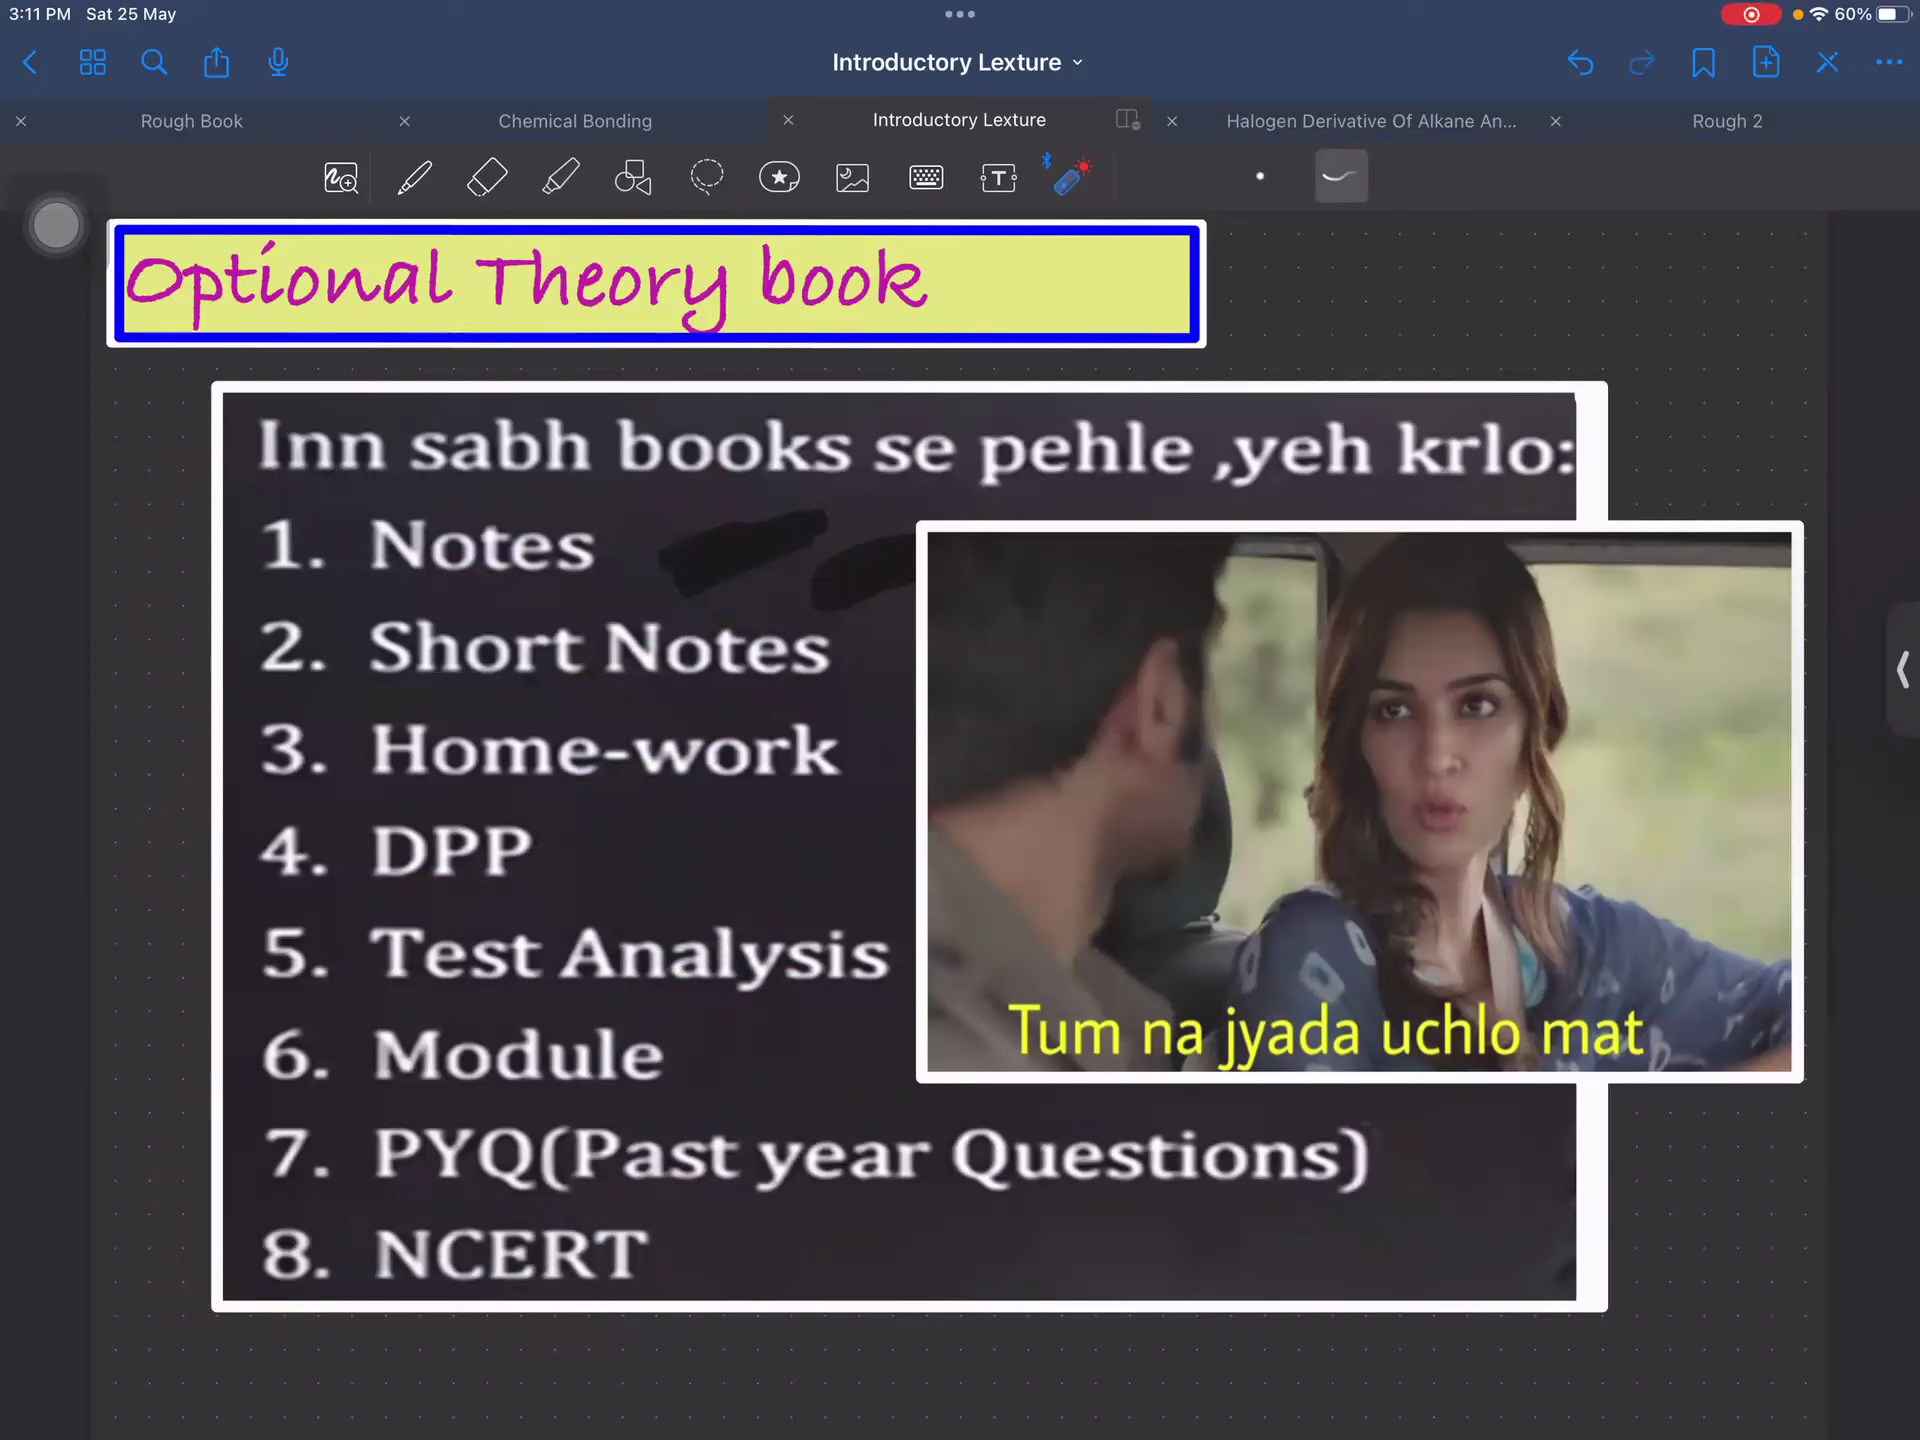 3:11 PM Sat 25 May
60%
Introductory Lexture
Rough Book
Chemical Bonding
Introductory Lexture
Halogen Derivative Of Alkane An...
Rough 2
Optional Theory book
Inn sabh books se pehle ,yeh krlo:
1. Notes
2. Short Notes
3. Home-work
4. DPP
5. Test Analysis
6. Module
7. PYQ(Past year Questions)
8. NCERT
Tum na jyada uchlo mat